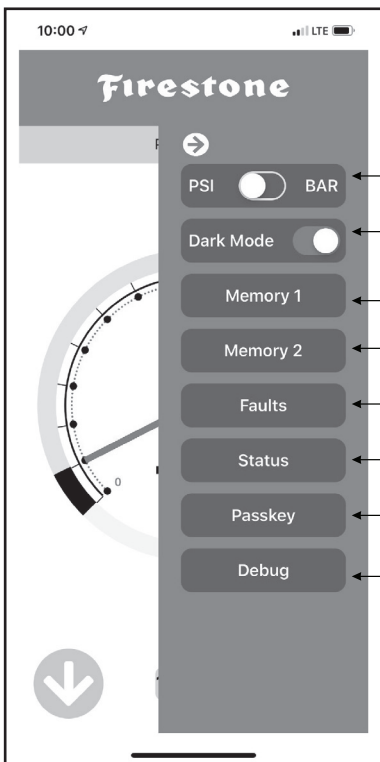 10:00 LTE
Firestone
PSI BAR
Dark Mode
Memory 1
Memory 2
Faults
Status
0
Passkey
Debug